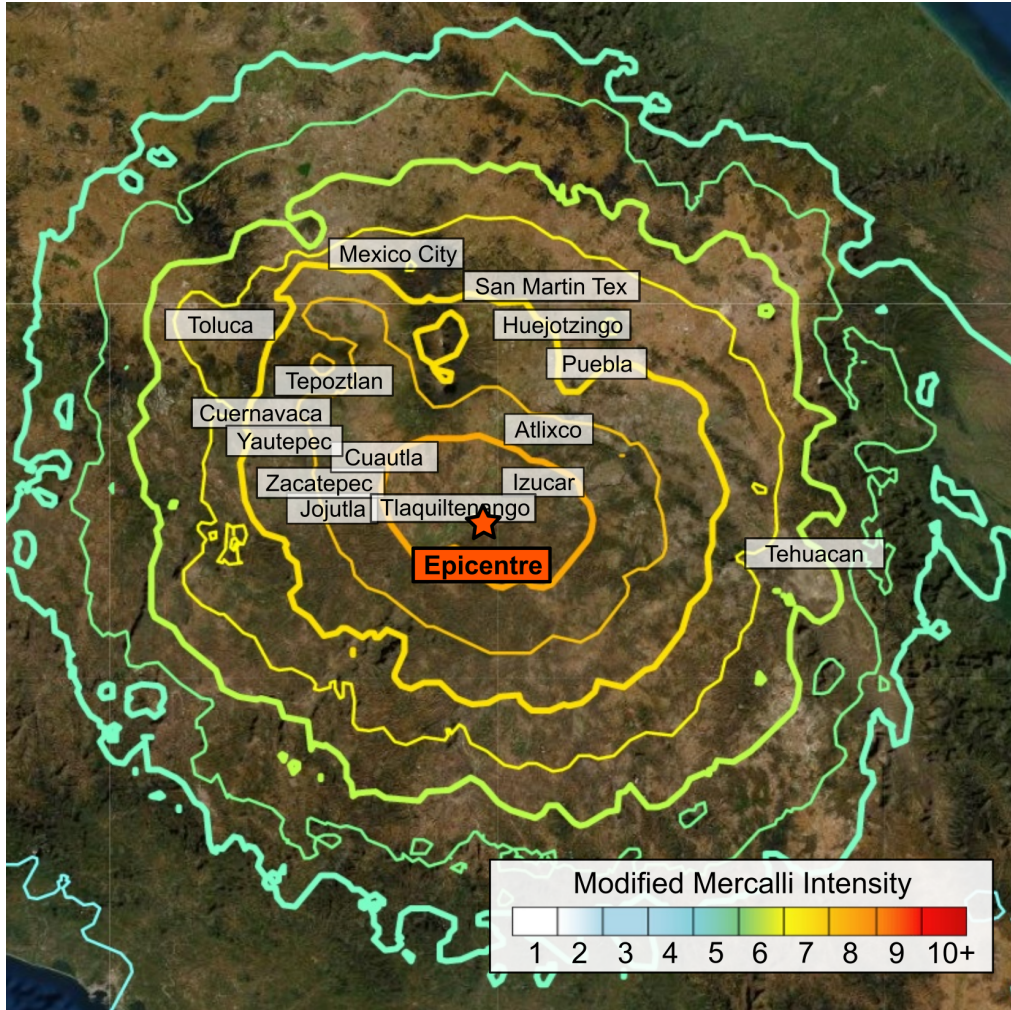 Mexico City
San Martin Tex
Toluca
Huejotzingo
Puebla
Tepoztlan
Cuernavaca
Atlixco
Yautepec
Cuautla
Zacatepec
Izucar
Jojutla
Tlaquiltenango
Epicentre
Tehuacan
Modified Mercalli Intensity
1 2 3 4 5 6 7 8 9 10+